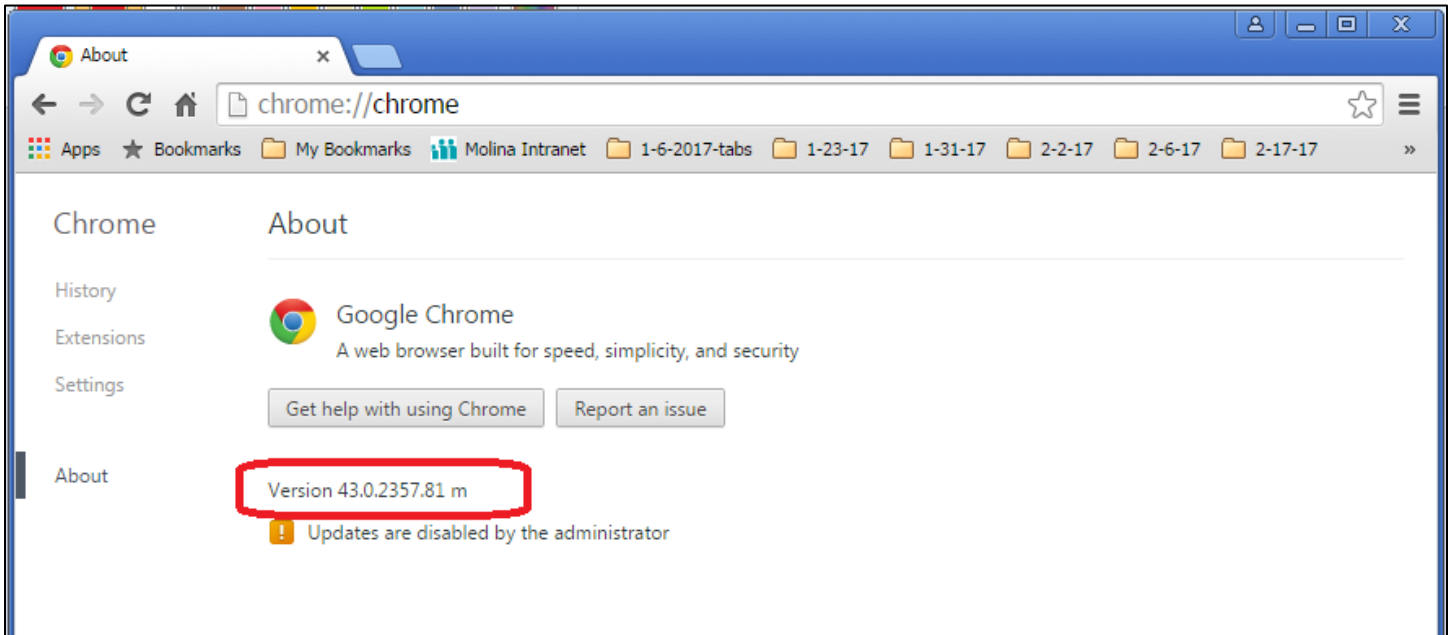 About
chrome://chrome
Apps Bookmarks My Bookmarks Molina Intranet 1-6-2017-tabs 1-23-17 1-31-17 2-2-17 2-6-17 2-17-17 »
Chrome
About
History
Extensions
Settings
About
Google Chrome
A web browser built for speed, simplicity, and security
Get help with using Chrome Report an issue
Version 43.0.2357.81 m
! Updates are disabled by the administrator